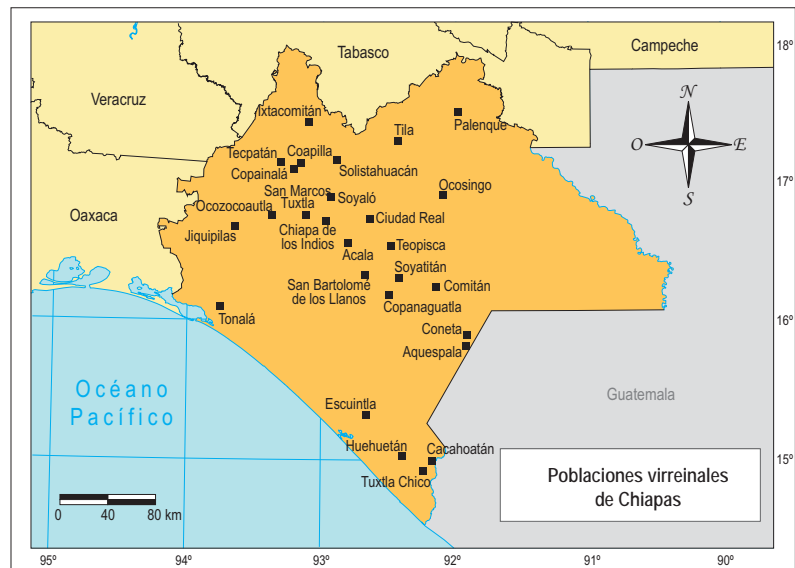 Campeche
18°
Tabasco
Veracruz
N
O
E
S
Ixtacomitán
Palenque
Tila
Tecpatán
Coapilla
Copainalá
Solistahuacán
17°
Ocosingo
San Marcos
Tuxtla
Soyaló
Ocozocoautla
Ciudad Real
Oaxaca
Jiquipilas
Chiapa de
los Indios
Acala
Teopisca
Soyatitán
San Bartolomé
de los Llanos
Comitán
Copanaguatla
Tonalá
16°
Coneta
Aquespala
Océano
Pacífico
Guatemala
Escuintla
Huehuetán
Cacahoatán
Tuxtla Chico
15°
Poblaciones virreinales
de Chiapas
0 40 80 km
95° 94° 93° 92° 91° 90°